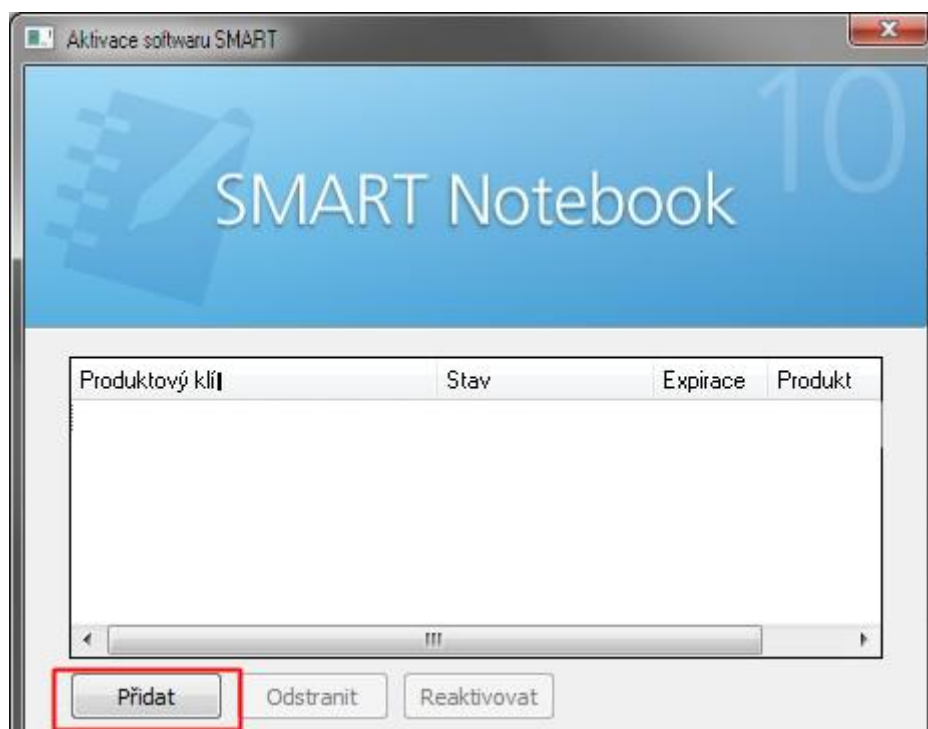 Aktivace softwaru SMART
10
SMART Notebook
Produktový klí Stav Expirace Produkt
Přidat Odstranit Reaktivovat